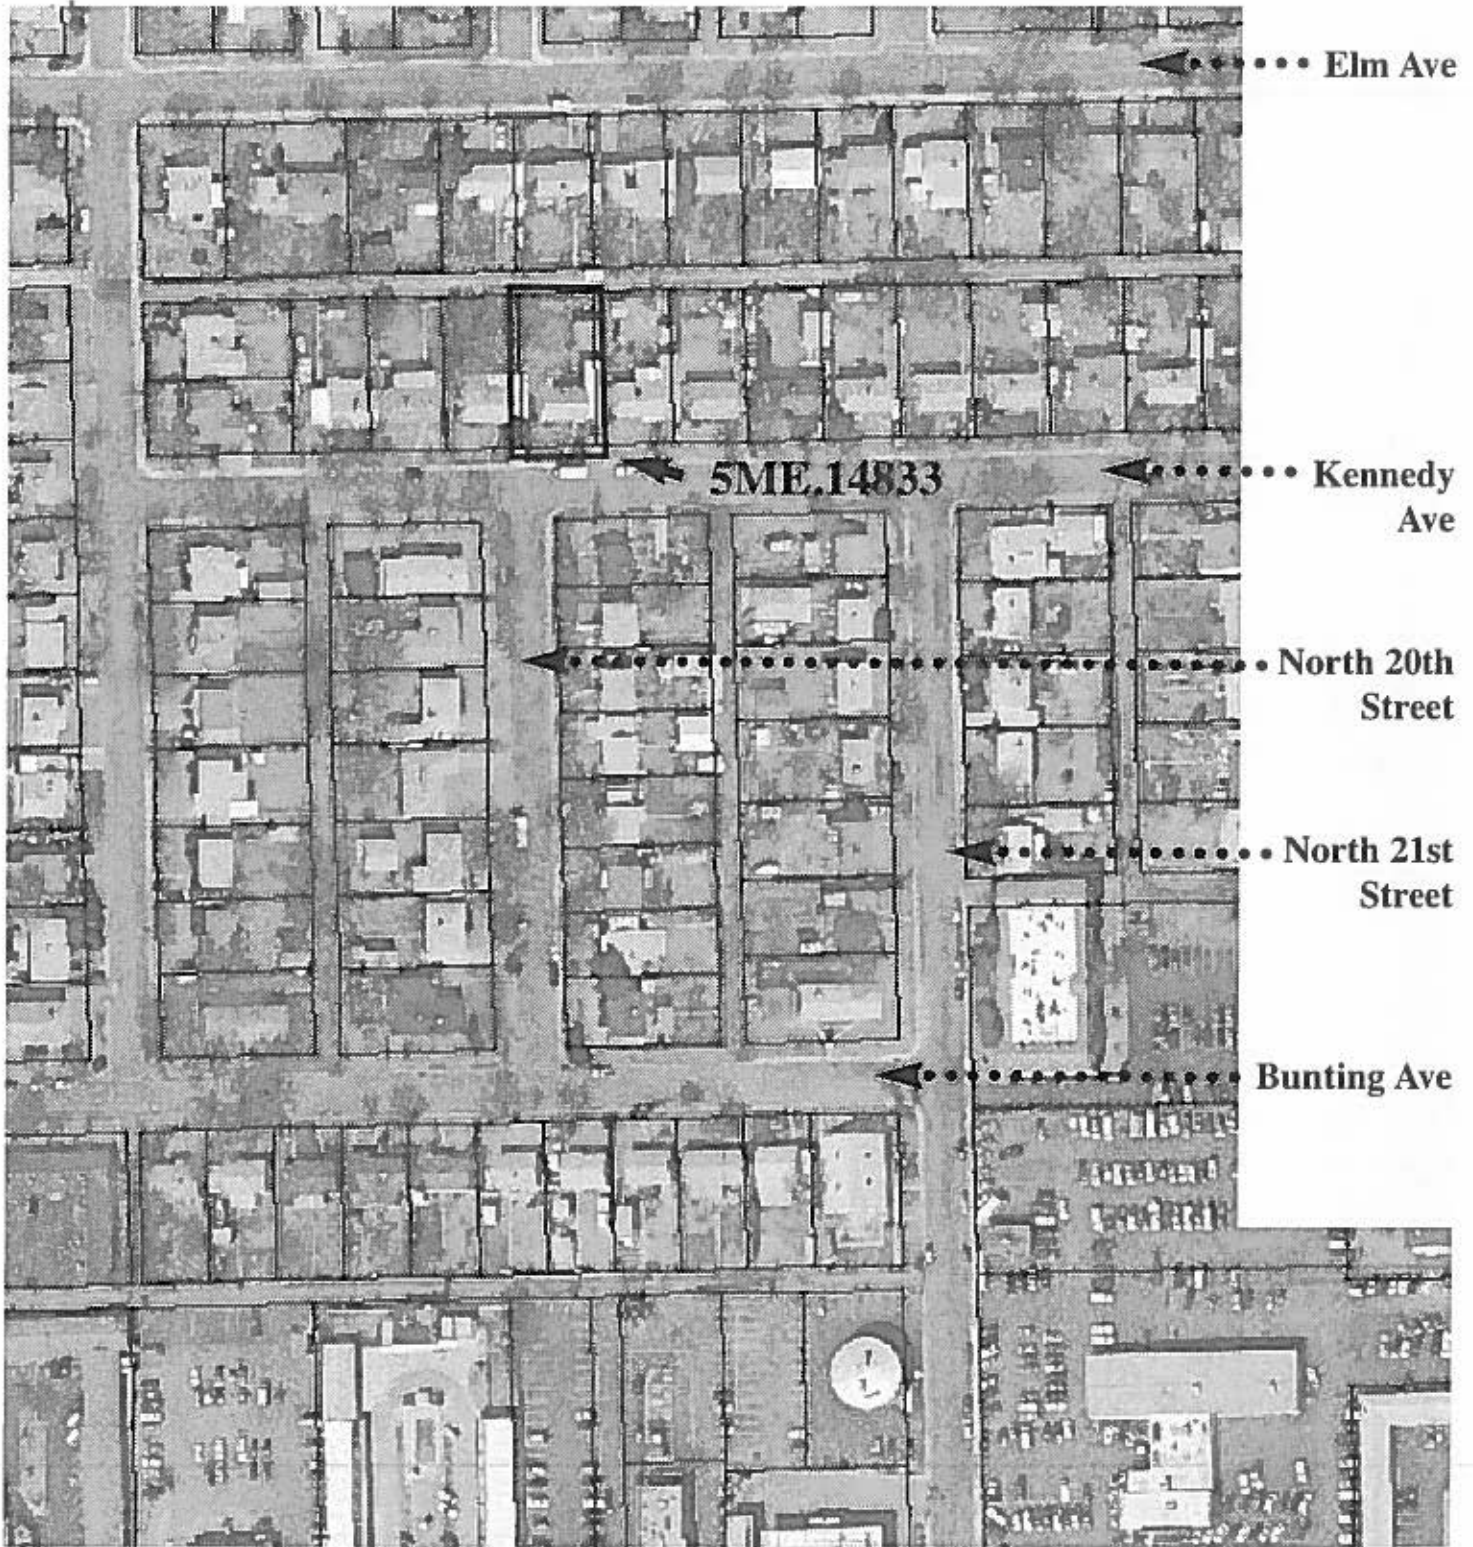 Elm Ave
5ME.14833
Kennedy
Ave
North 20th
Street
North 21st
Street
Bunting Ave